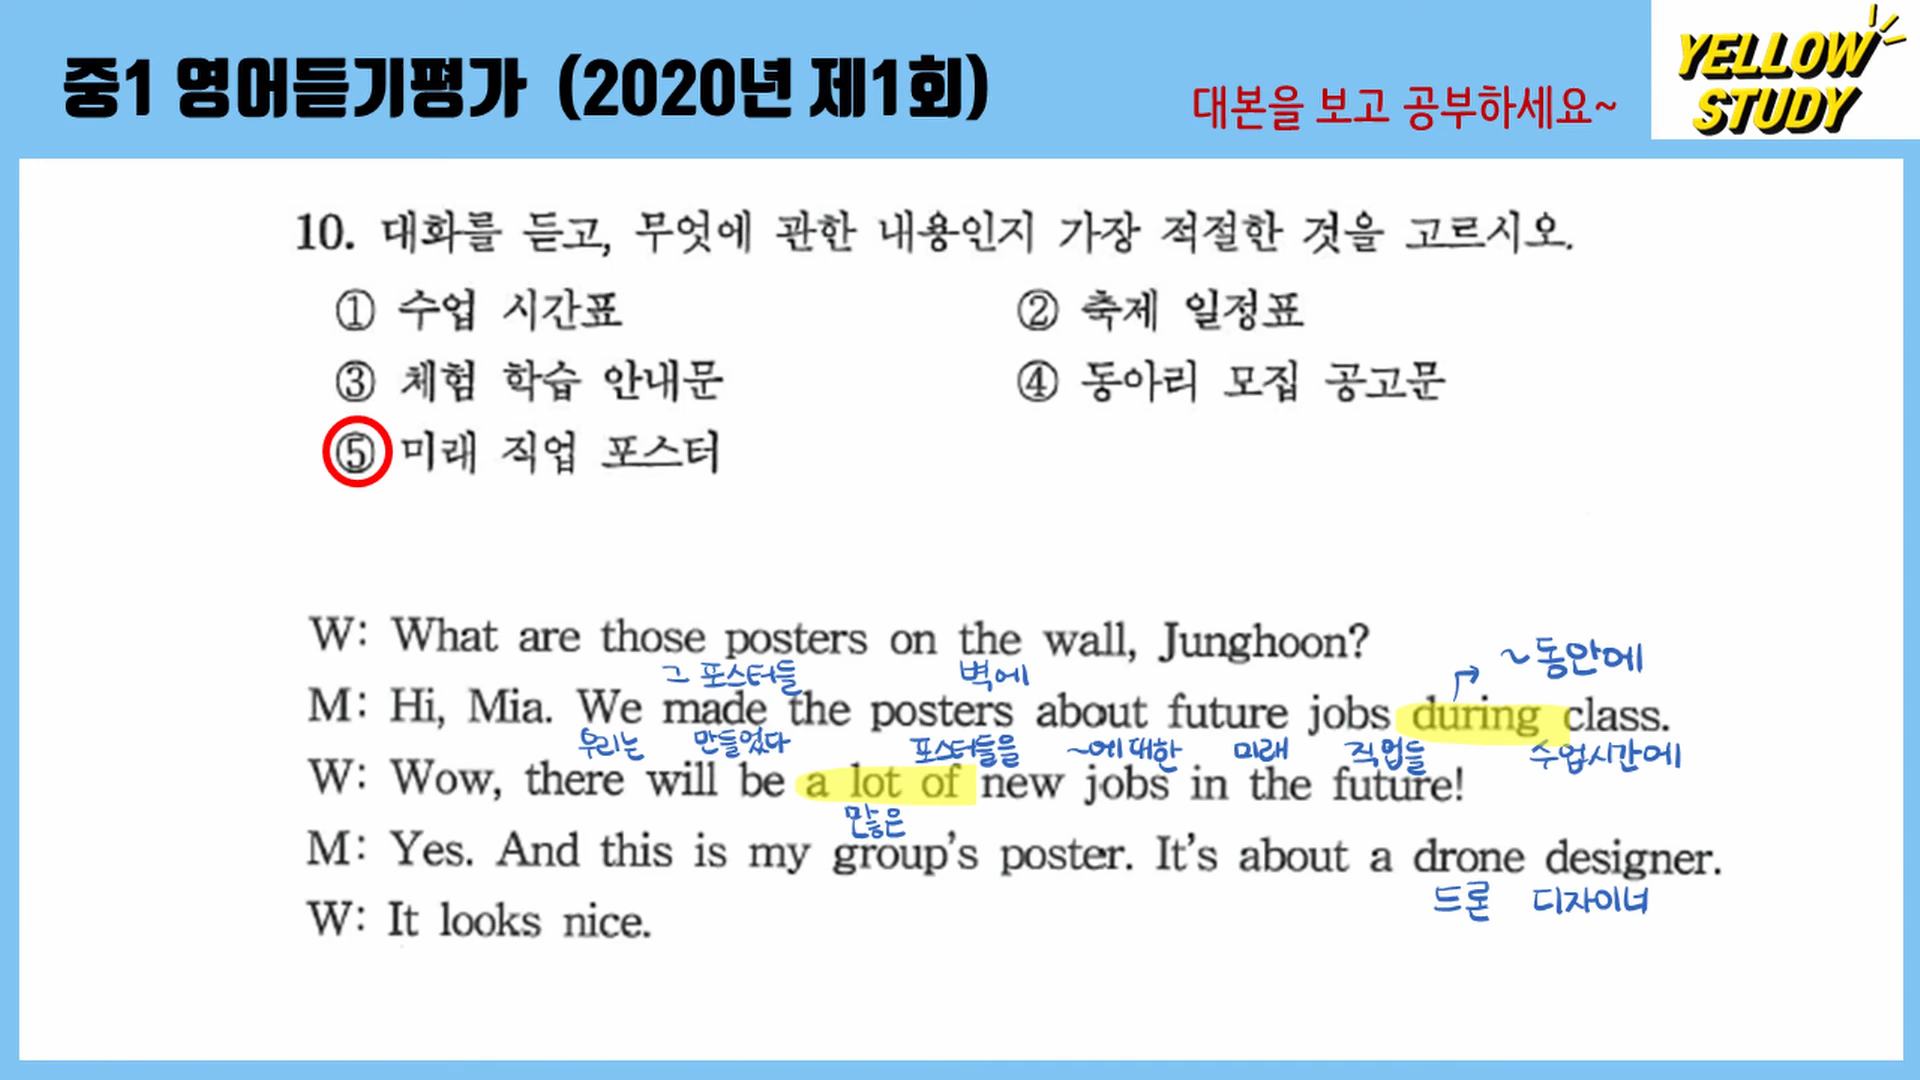 중1 영어듣기평가 (2020년 제1회)
대본을 보고 공부하세요~
YELLOW
STUDY
10. 대화를 듣고, 무엇에 관한 내용인지 가장 적절한 것을 고르시오.
① 수업 시간표 ② 축제 일정표
③ 체험 학습 안내문 ④ 동아리 모집 공고문
⑤ 미래 직업 포스터
W: What are those posters on the wall, Junghoon?
그 포스터들 벽에 ~동안에
M: Hi, Mia. We made the posters about future jobs during class.
우리는 만들었다 포스터들을 ~에 대한 미래 직업들 수업시간에
W: Wow, there will be a lot of new jobs in the future!
많은
M: Yes. And this is my group's poster. It's about a drone designer.
드론 디자이너
W: It looks nice.